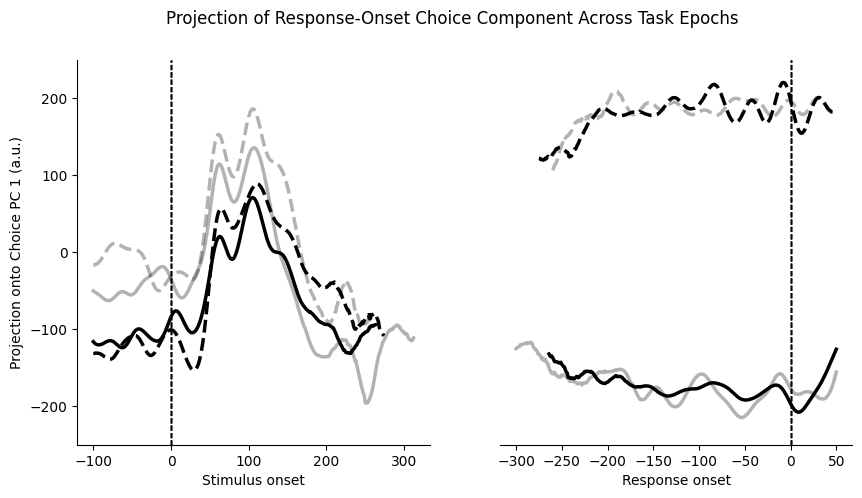 Projection of Response-Onset Choice Component Across Task Epochs
Projection onto Choice PC 1 (a.u.)
200
100
0
−100
−200
−100 0 100 200 300
Stimulus onset
−300 −250 −200 −150 −100 −50 0 50
Response onset